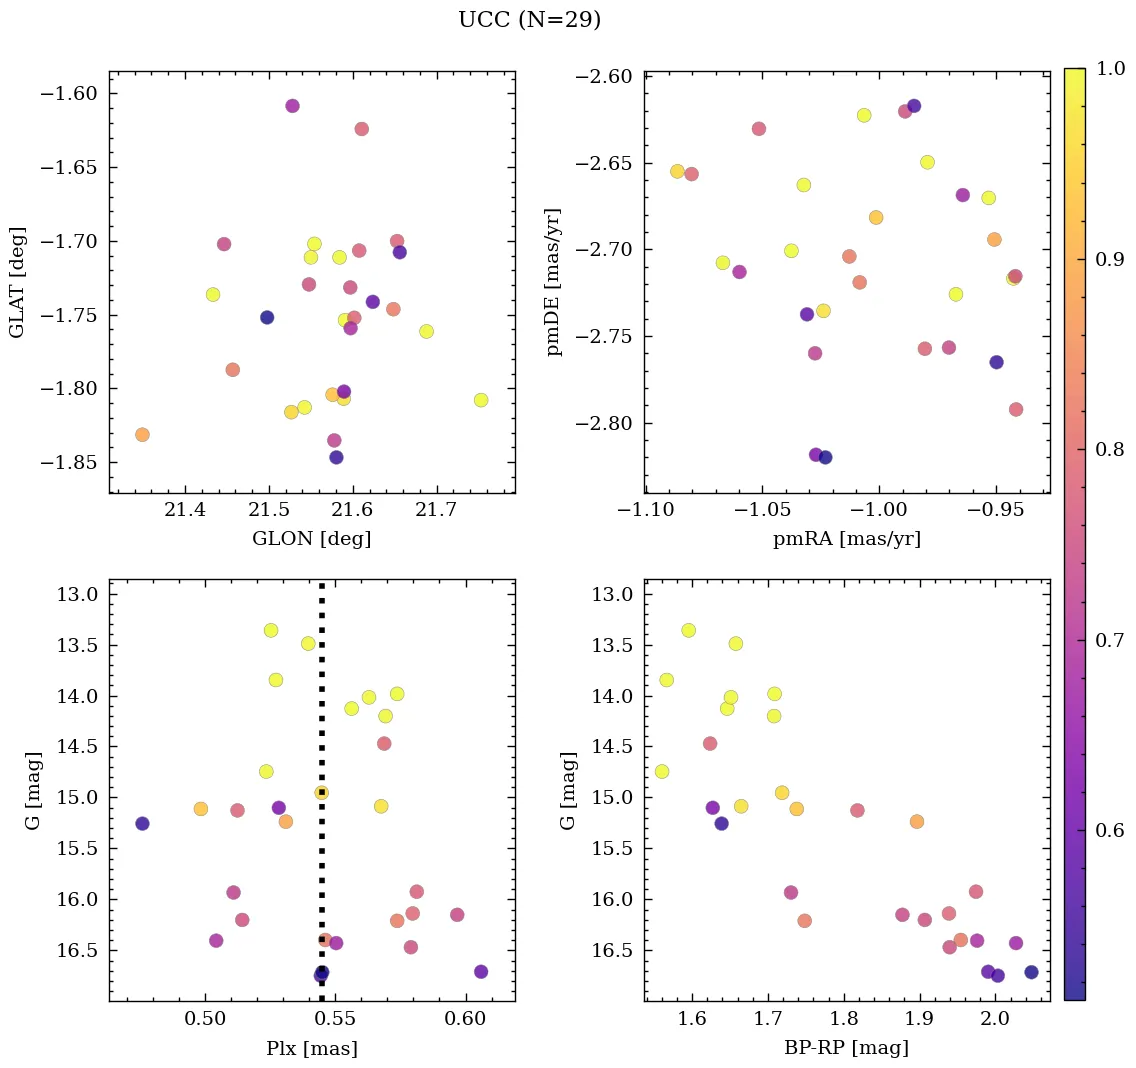 UCC (N=29)
−1.60
−1.65
−1.70
−1.75
−1.80
−1.85
GLAT [deg]
21.4 21.5 21.6 21.7
GLON [deg]
−2.60
−2.65
−2.70
−2.75
−2.80
pmDE [mas/yr]
−1.10 −1.05 −1.00 −0.95
pmRA [mas/yr]
13.0
13.5
14.0
14.5
15.0
15.5
16.0
16.5
G [mag]
0.50 0.55 0.60
Plx [mas]
13.0
13.5
14.0
14.5
15.0
15.5
16.0
16.5
G [mag]
1.6 1.7 1.8 1.9 2.0
BP-RP [mag]
1.0
0.9
0.8
0.7
0.6